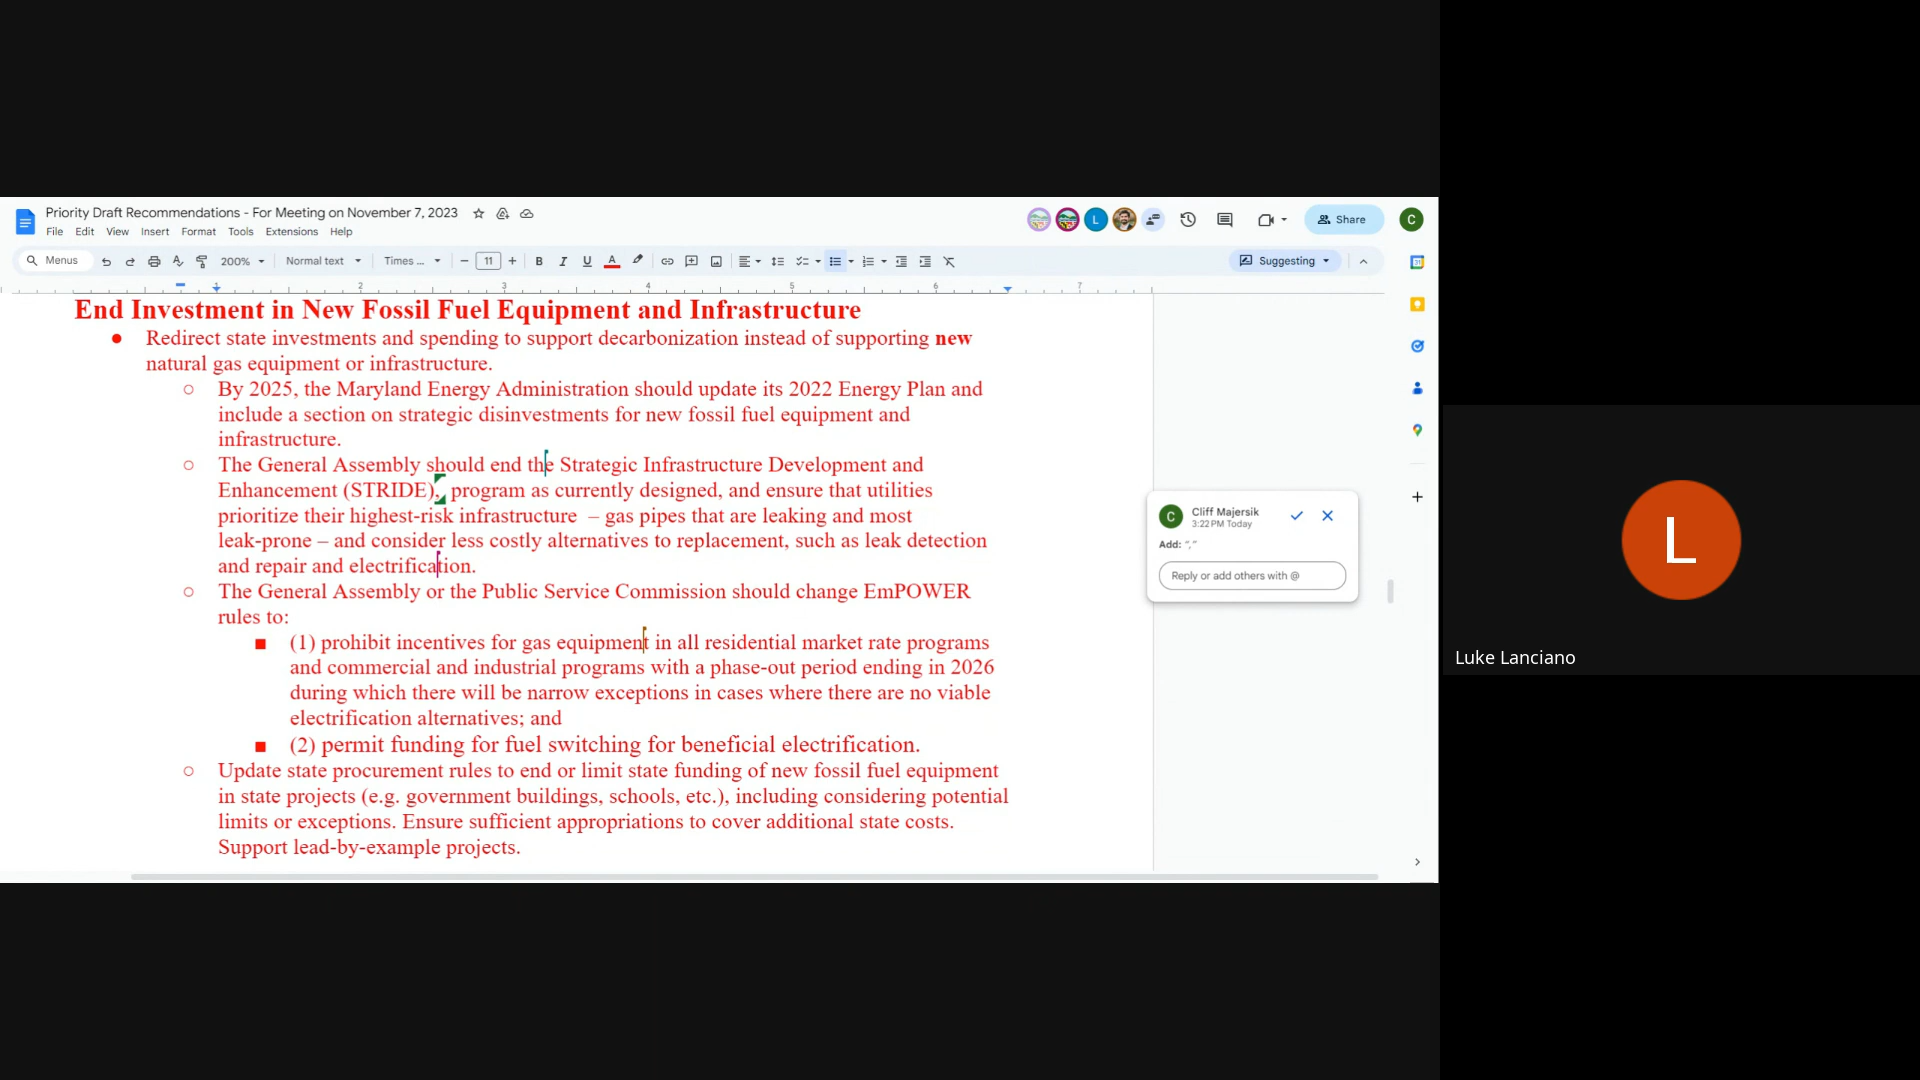 Priority Draft Recommendations - For Meeting on November 7, 2023
File Edit View Insert Format Tools Extensions Help
L
Share
C
Menus
200%
Normal text
Times ...
11
B I U A
Suggesting
1 2 3 4 5 6 7
End Investment in New Fossil Fuel Equipment and Infrastructure
● Redirect state investments and spending to support decarbonization instead of supporting new
natural gas equipment or infrastructure.
○ By 2025, the Maryland Energy Administration should update its 2022 Energy Plan and
include a section on strategic disinvestments for new fossil fuel equipment and
infrastructure.
○ The General Assembly should end the Strategic Infrastructure Development and
Enhancement (STRIDE), program as currently designed, and ensure that utilities
prioritize their highest-risk infrastructure – gas pipes that are leaking and most
leak-prone – and consider less costly alternatives to replacement, such as leak detection
and repair and electrification.
○ The General Assembly or the Public Service Commission should change EmPOWER
rules to:
■ (1) prohibit incentives for gas equipment in all residential market rate programs
and commercial and industrial programs with a phase-out period ending in 2026
during which there will be narrow exceptions in cases where there are no viable
electrification alternatives; and
■ (2) permit funding for fuel switching for beneficial electrification.
○ Update state procurement rules to end or limit state funding of new fossil fuel equipment
in state projects (e.g. government buildings, schools, etc.), including considering potential
limits or exceptions. Ensure sufficient appropriations to cover additional state costs.
Support lead-by-example projects.
C
Cliff Majersik
3:22 PM Today
Add: ","
Reply or add others with @
L
Luke Lanciano